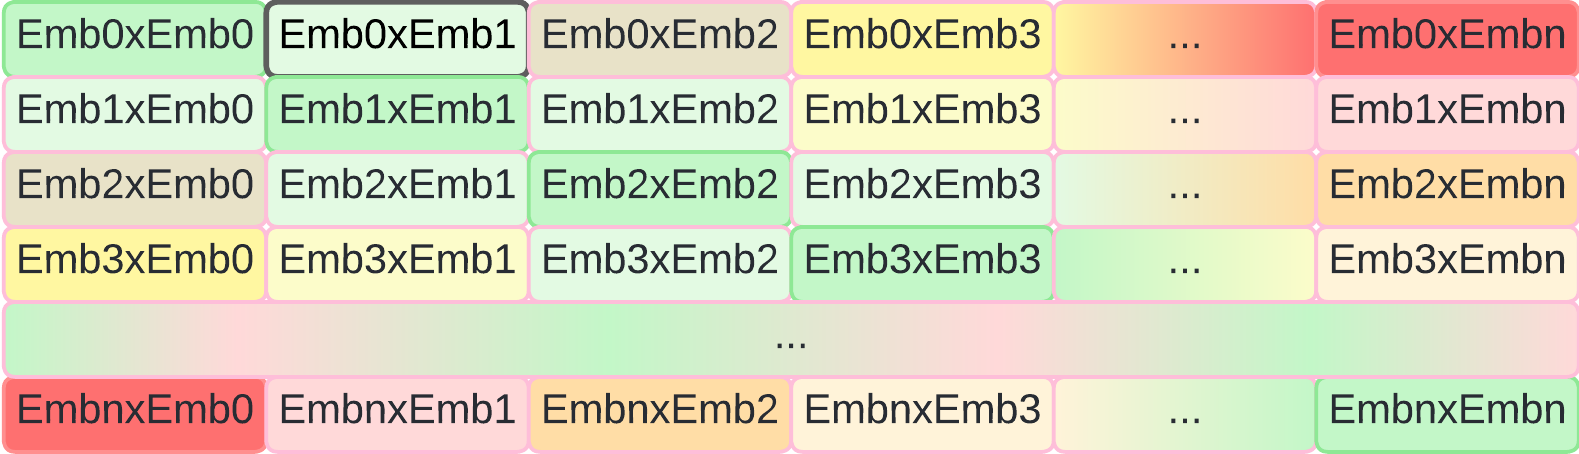 Emb0xEmb0 Emb0xEmb1 Emb0xEmb2 Emb0xEmb3 ... Emb0xEmbn
Emb1xEmb0 Emb1xEmb1 Emb1xEmb2 Emb1xEmb3 ... Emb1xEmbn
Emb2xEmb0 Emb2xEmb1 Emb2xEmb2 Emb2xEmb3 ... Emb2xEmbn
Emb3xEmb0 Emb3xEmb1 Emb3xEmb2 Emb3xEmb3 ... Emb3xEmbn
...
EmbnxEmb0 EmbnxEmb1 EmbnxEmb2 EmbnxEmb3 ... EmbnxEmbn